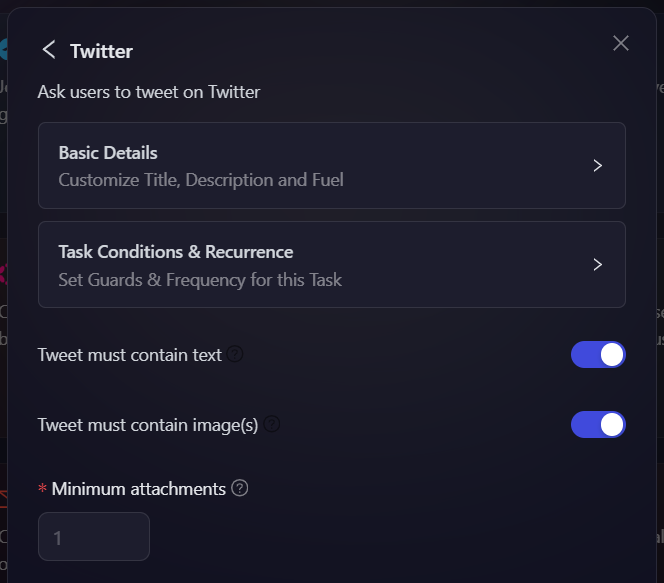 Twitter
Ask users to tweet on Twitter
Basic Details
Customize Title, Description and Fuel
Task Conditions & Recurrence
Set Guards & Frequency for this Task
Tweet must contain text
Tweet must contain image(s)
* Minimum attachments
1